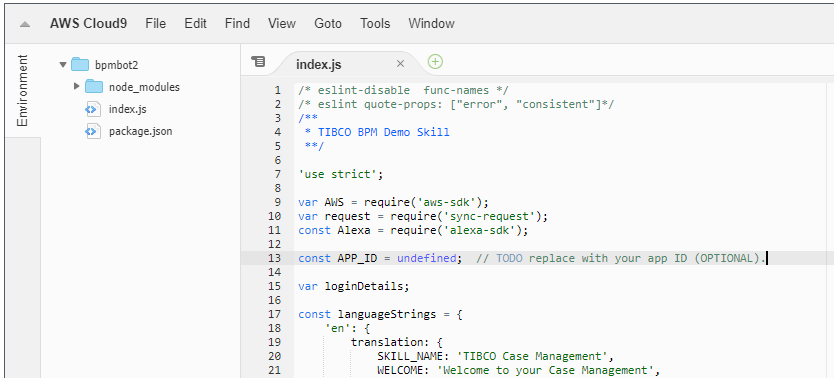 AWS Cloud9 File Edit Find View Goto Tools Window
Environment
bpmbot2
node_modules
index.js
package.json
index.js
1 /* eslint-disable  func-names */
2 /* eslint quote-props: ["error", "consistent"]*/
3 /**
4  * TIBCO BPM Demo Skill
5  **/
6
7 'use strict';
8
9 var AWS = require('aws-sdk');
10 var request = require('sync-request');
11 const Alexa = require('alexa-sdk');
12
13 const APP_ID = undefined;  // TODO replace with your app ID (OPTIONAL).
14
15 var loginDetails;
16
17 const languageStrings = {
18     'en': {
19         translation: {
20             SKILL_NAME: 'TIBCO Case Management',
21             WELCOME: 'Welcome to your Case Management',